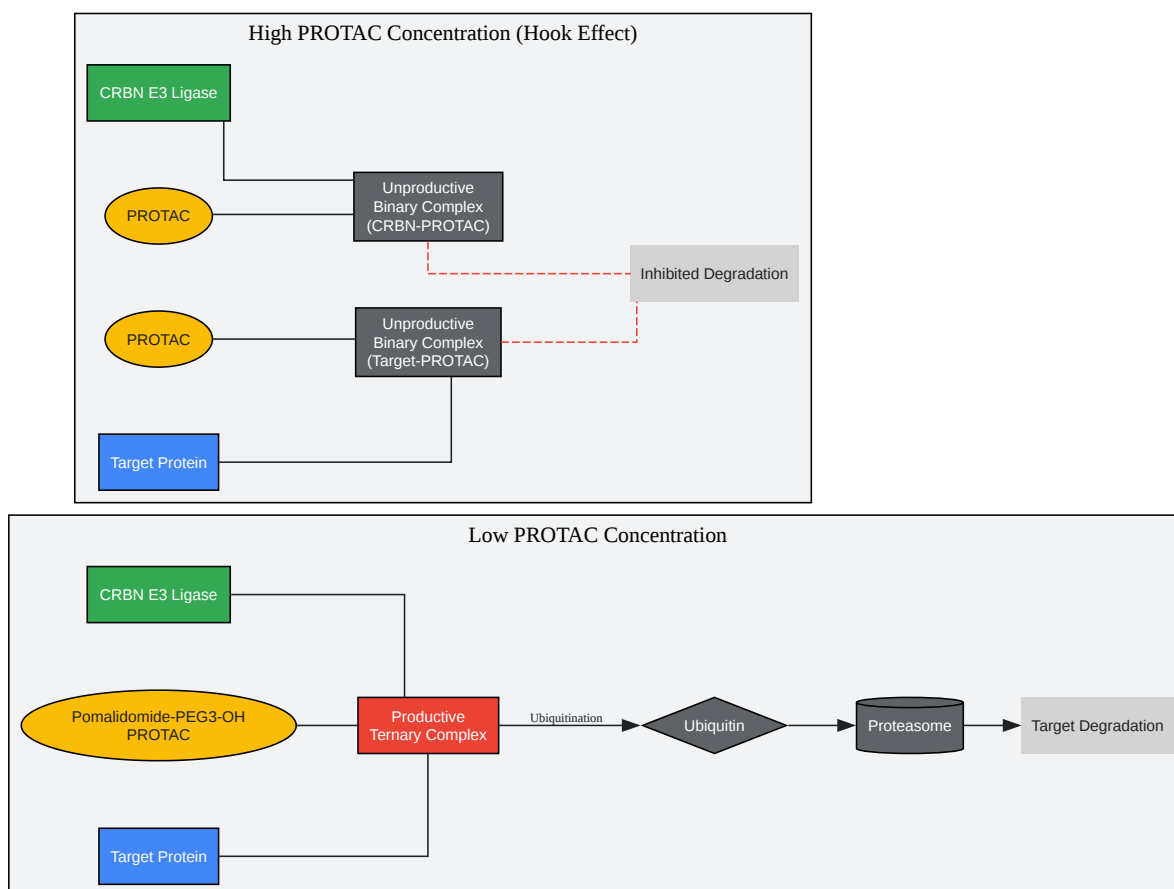 High PROTAC Concentration (Hook Effect)
CRBN E3 Ligase
PROTAC
Unproductive
Binary Complex
(CRBN-PROTAC)
Inhibited Degradation
PROTAC
Unproductive
Binary Complex
(Target-PROTAC)
Target Protein
Low PROTAC Concentration
CRBN E3 Ligase
Pomalidomide-PEG3-OH
PROTAC
Productive
Ternary Complex
Ubiquitination
Ubiquitin
Proteasome
Target Degradation
Target Protein